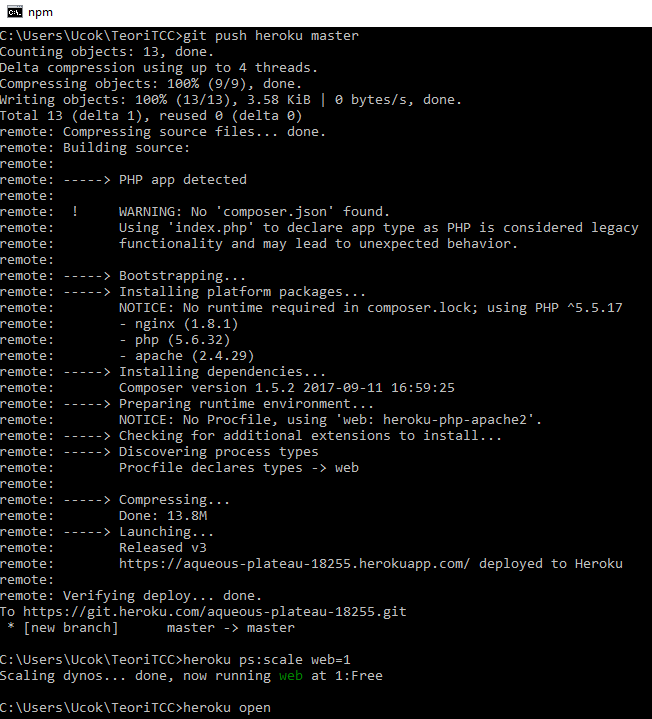 npm
C:\Users\Ucok\TeoriTCC>git push heroku master
Counting objects: 13, done.
Delta compression using up to 4 threads.
Compressing objects: 100% (9/9), done.
Writing objects: 100% (13/13), 3.58 KiB | 0 bytes/s, done.
Total 13 (delta 1), reused 0 (delta 0)
remote: Compressing source files... done.
remote: Building source:
remote:
remote: -----> PHP app detected
remote:
remote:  !     WARNING: No 'composer.json' found.
remote:        Using 'index.php' to declare app type as PHP is considered legacy
remote:        functionality and may lead to unexpected behavior.
remote:
remote: -----> Bootstrapping...
remote: -----> Installing platform packages...
remote:        NOTICE: No runtime required in composer.lock; using PHP ^5.5.17
remote:        - nginx (1.8.1)
remote:        - php (5.6.32)
remote:        - apache (2.4.29)
remote: -----> Installing dependencies...
remote:        Composer version 1.5.2 2017-09-11 16:59:25
remote: -----> Preparing runtime environment...
remote:        NOTICE: No Procfile, using 'web: heroku-php-apache2'.
remote: -----> Checking for additional extensions to install...
remote: -----> Discovering process types
remote:        Procfile declares types -> web
remote:
remote: -----> Compressing...
remote:        Done: 13.8M
remote: -----> Launching...
remote:        Released v3
remote:        https://aqueous-plateau-18255.herokuapp.com/ deployed to Heroku
remote:
remote: Verifying deploy... done.
To https://git.heroku.com/aqueous-plateau-18255.git
 * [new branch]      master -> master
C:\Users\Ucok\TeoriTCC>heroku ps:scale web=1
Scaling dynos... done, now running web at 1:Free
C:\Users\Ucok\TeoriTCC>heroku open